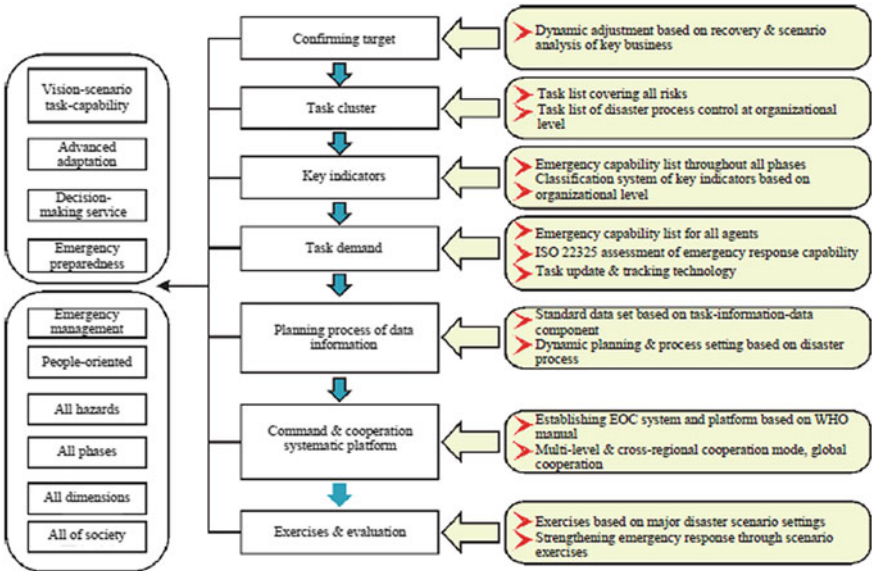 Vision-scenario
task-capability
Advanced
adaptation
Decision-
making service
Emergency
preparedness
Emergency
management
People-oriented
All hazards
All phases
All dimensions
All of society
Confirming target
Task cluster
Key indicators
Task demand
Planning process of data
information
Command & cooperation
systematic platform
Exercises & evaluation
Dynamic adjustment based on recovery & scenario
analysis of key business
Task list covering all risks
Task list of disaster process control at organizational
level
Emergency capability list throughout all phases
Classification system of key indicators based on
organizational level
Emergency capability list for all agents
ISO 22325 assessment of emergency response capability
Task update & tracking technology
Standard data set based on task-information-data
component
Dynamic planning & process setting based on disaster
process
Establishing EOC system and platform based on WHO
manual
Multi-level & cross-regional cooperation mode, global
cooperation
Exercises based on major disaster scenario settings
Strengthening emergency response through scenario
exercises